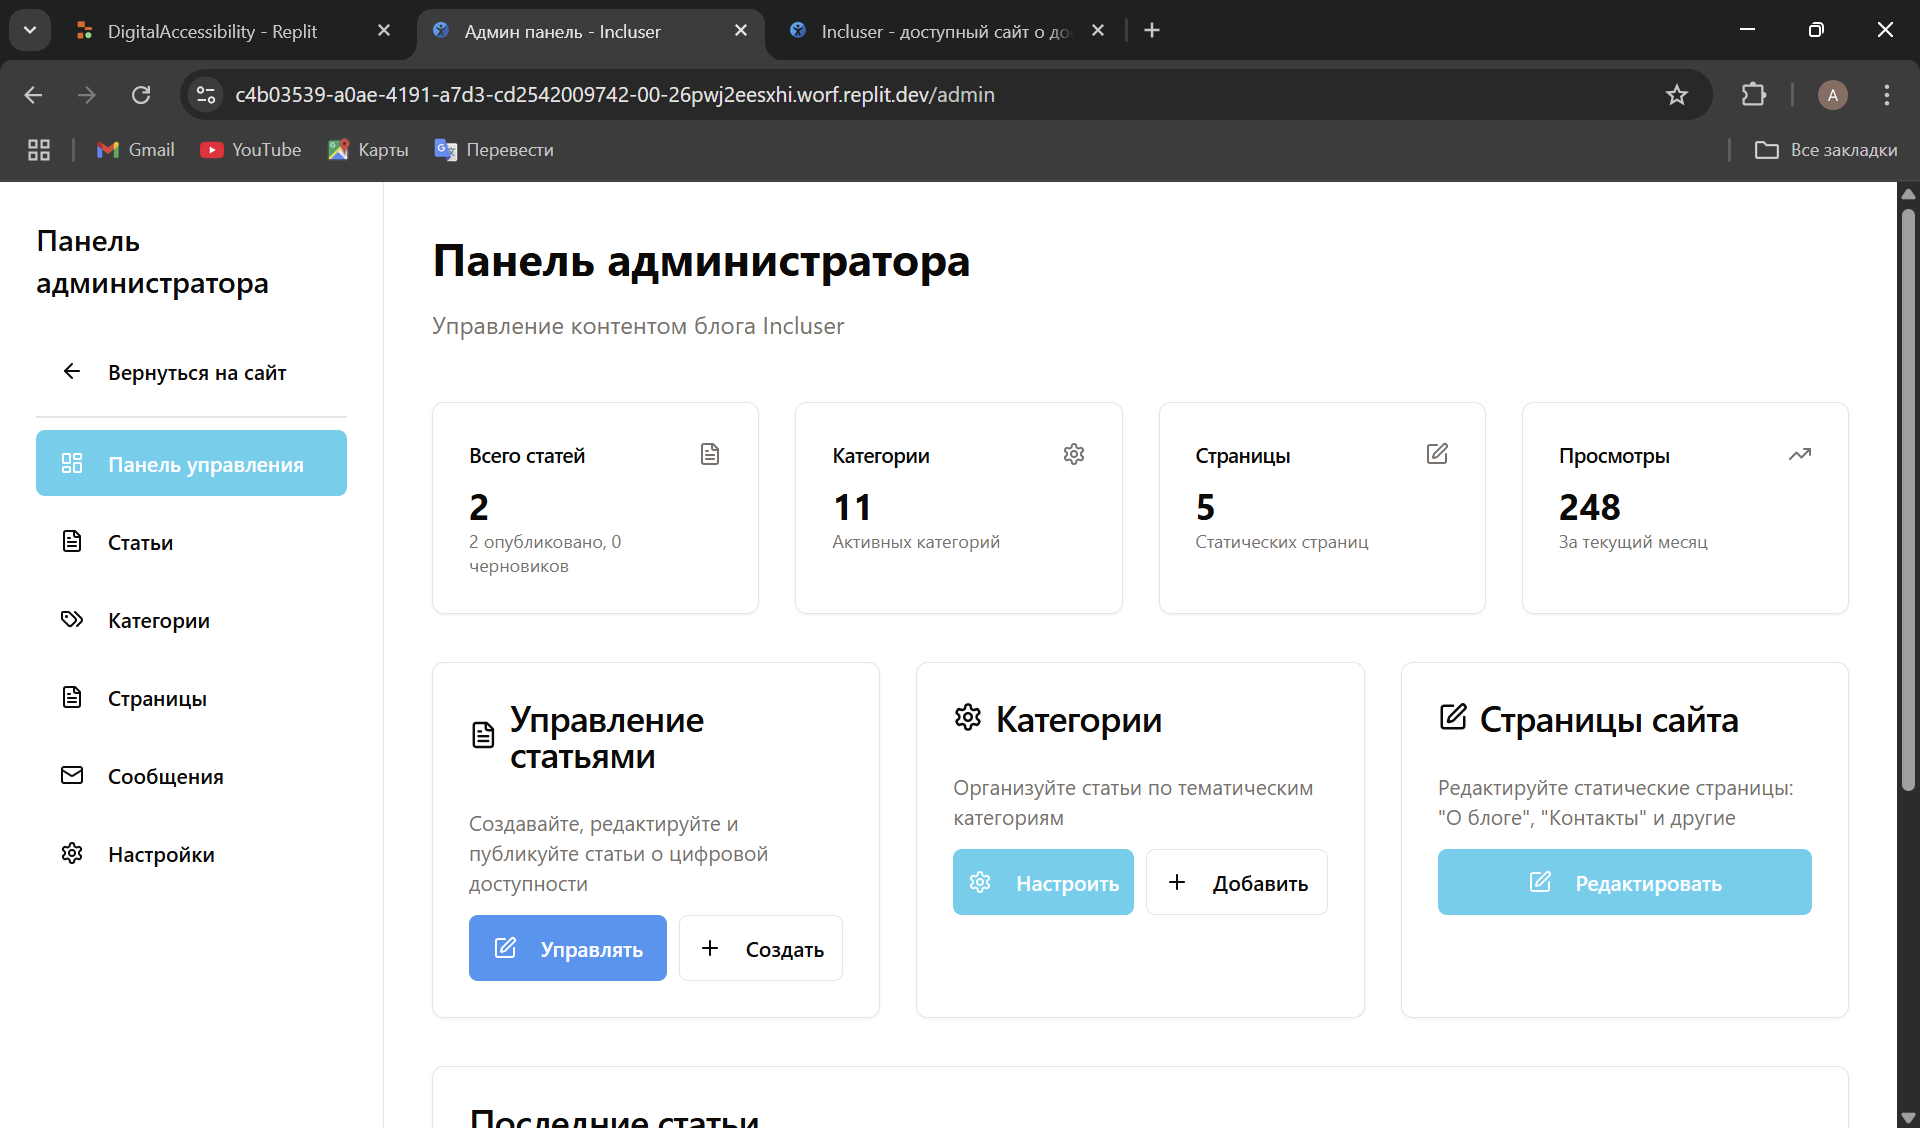 DigitalAccessibility - Replit
Админ панель - Incluser
Incluser - доступный сайт о до
c4b03539-a0ae-4191-a7d3-cd2542009742-00-26pwj2eesxhi.worf.replit.dev/admin
A
Gmail
YouTube
Карты
Перевести
Все закладки
Панель
администратора
Вернуться на сайт
Панель управления
Статьи
Категории
Страницы
Сообщения
Настройки
Панель администратора
Управление контентом блога Incluser
Всего статей
2
2 опубликовано, 0
черновиков
Категории
11
Активных категорий
Страницы
5
Статических страниц
Просмотры
248
За текущий месяц
Управление
статьями
Создавайте, редактируйте и
публикуйте статьи о цифровой
доступности
Управлять
Создать
Категории
Организуйте статьи по тематическим
категориям
Настроить
Добавить
Страницы сайта
Редактируйте статические страницы:
"О блоге", "Контакты" и другие
Редактировать
Последние статьи